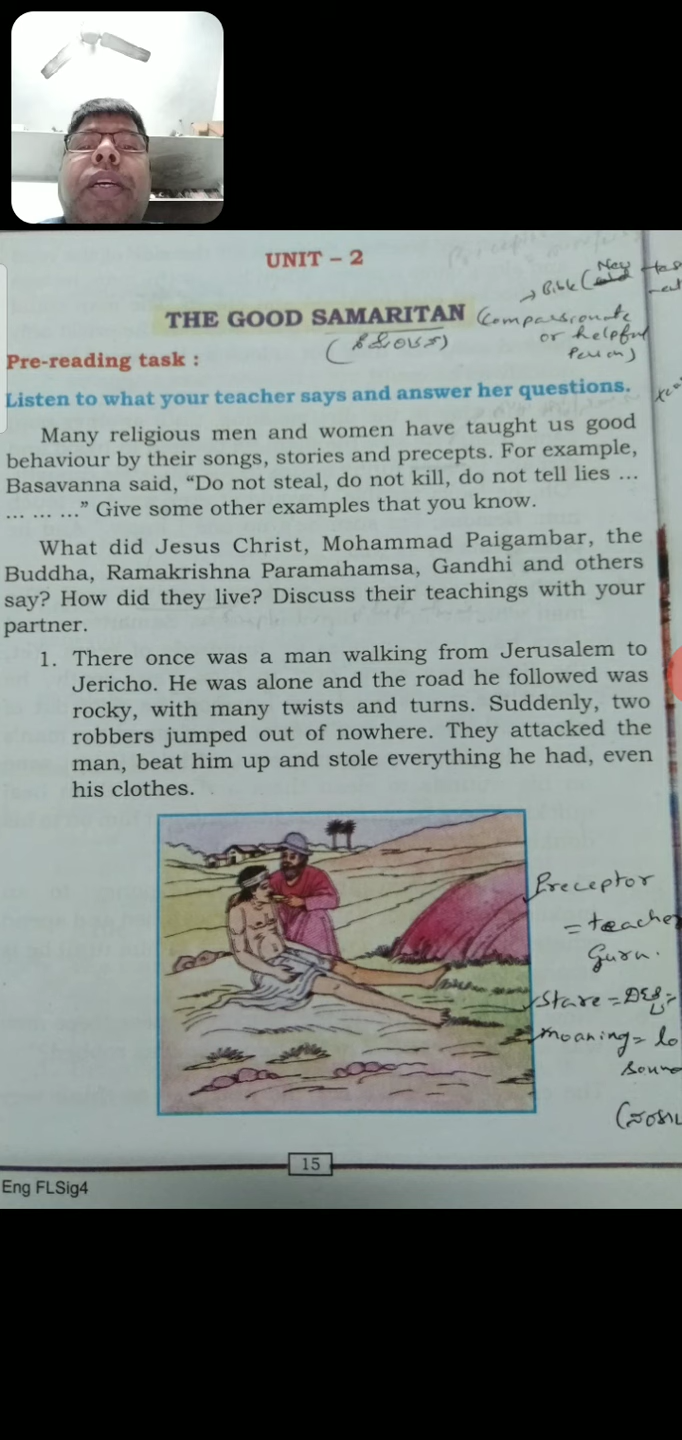 UNIT – 2
→ Bible (New
THE GOOD SAMARITAN (Compassionate
or helpful
Person)
Pre-reading task :
Listen to what your teacher says and answer her questions.
Many religious men and women have taught us good
behaviour by their songs, stories and precepts. For example,
Basavanna said, “Do not steal, do not kill, do not tell lies ...
... ... ...” Give some other examples that you know.
What did Jesus Christ, Mohammad Paigambar, the
Buddha, Ramakrishna Paramahamsa, Gandhi and others
say? How did they live? Discuss their teachings with your
partner.
1. There once was a man walking from Jerusalem to
Jericho. He was alone and the road he followed was
rocky, with many twists and turns. Suddenly, two
robbers jumped out of nowhere. They attacked the
man, beat him up and stole everything he had, even
his clothes.
Preceptor
= teacher
Guru.
Stare =
moaning = lo
soun
15
Eng FLSig4